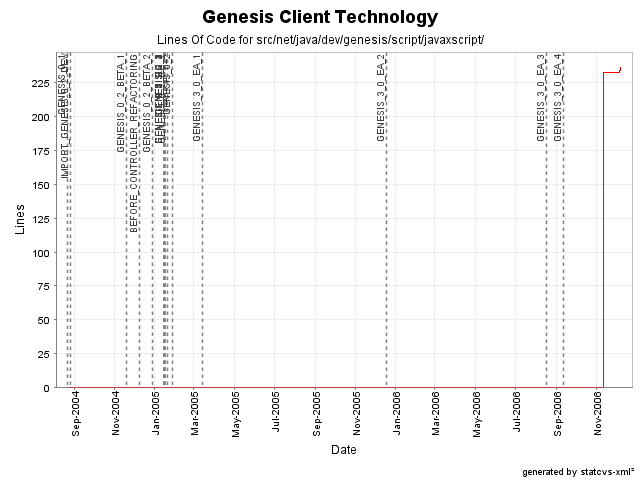 Genesis Client Technology
Lines Of Code for src/net/java/dev/genesis/script/javaxscript/
GENESIS_0_2_BETA_1
BEFORE_CONTROLLER_REFACTORING
GENESIS_0_2_BETA_2
GENESIS_3_0_EA_1
GENESIS_3_0_EA_2
GENESIS_3_0_EA_3
GENESIS_3_0_EA_4
Lines
225
200
175
150
125
100
75
50
25
0
Sep-2004
Nov-2004
Jan-2005
Mar-2005
May-2005
Jul-2005
Sep-2005
Nov-2005
Jan-2006
Mar-2006
May-2006
Jul-2006
Sep-2006
Nov-2006
Date
generated by statcvs-xml²